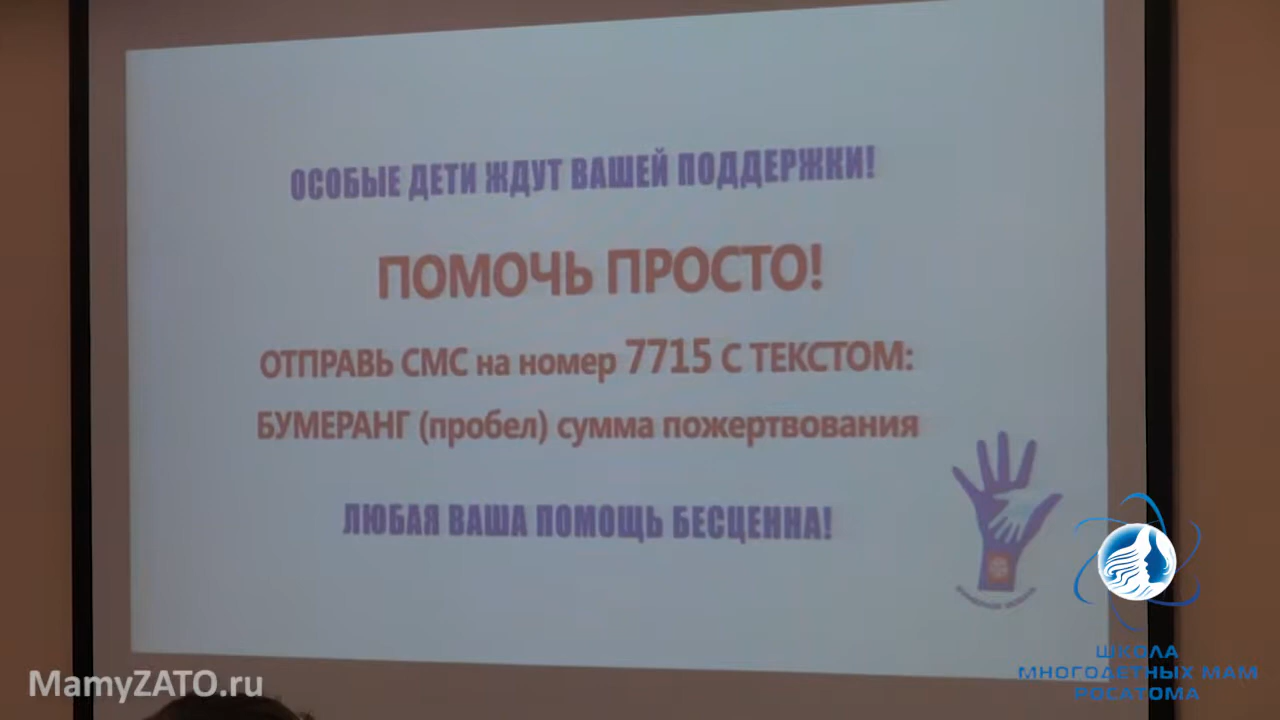 ОСОБЫЕ ДЕТИ ЖДУТ ВАШЕЙ ПОДДЕРЖКИ!
ПОМОЧЬ ПРОСТО!
ОТПРАВЬ СМС на номер 7715 С ТЕКСТОМ:
БУМЕРАНГ (пробел) сумма пожертвования
ЛЮБАЯ ВАША ПОМОЩЬ БЕСЦЕННА!
MamyZATO.ru
ШКОЛА
МНОГОДЕТНЫХ МАМ
РОСАТОМА